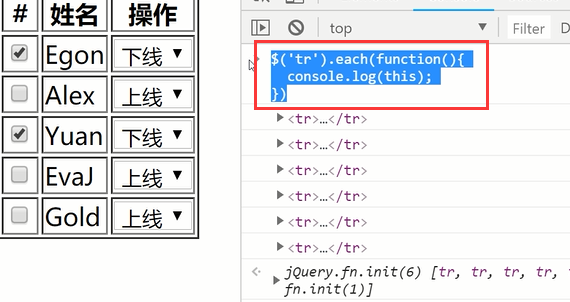 # 姓名 操作
Egon 下线
Alex 上线
Yuan 下线
EvaJ 上线
Gold 上线
top Filter
$('tr').each(function(){
console.log(this);
})
▶<tr>…</tr>
▶<tr>…</tr>
▶<tr>…</tr>
▶<tr>…</tr>
▶<tr>…</tr>
▶<tr>…</tr>
jQuery.fn.init(6) [tr, tr, tr, tr, t
fn.init(1)]